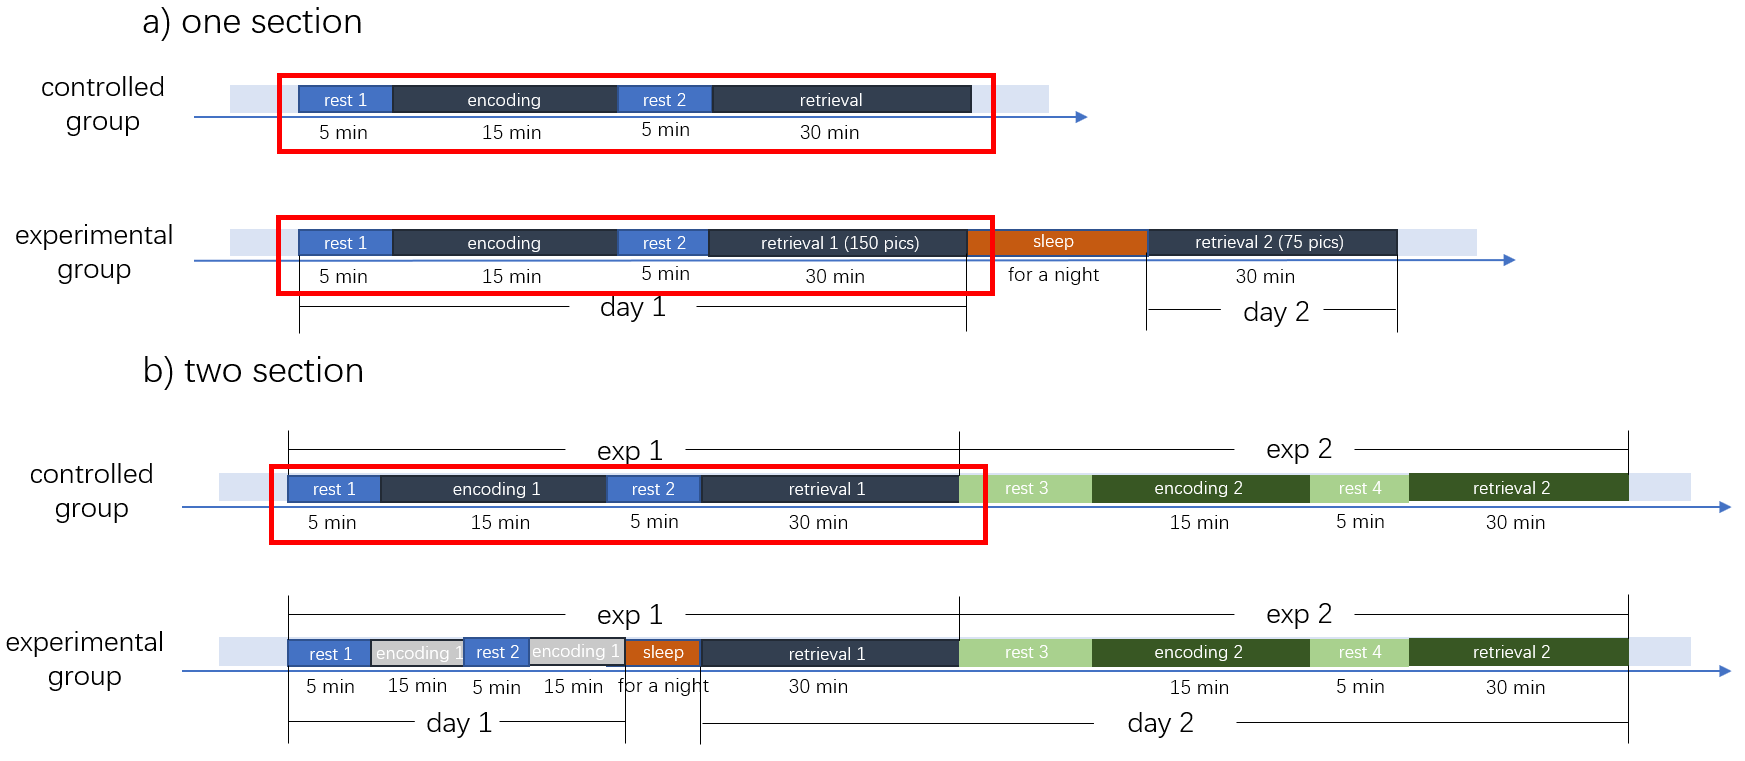 a) one section
controlled
group
rest 1 encoding rest 2 retrieval
5 min 15 min 5 min 30 min
experimental
group
rest 1 encoding rest 2 retrieval 1 (150 pics) sleep retrieval 2 (75 pics)
5 min 15 min 5 min 30 min for a night 30 min
day 1 day 2
b) two section
exp 1 exp 2
controlled
group
rest 1 encoding 1 rest 2 retrieval 1 rest 3 encoding 2 rest 4 retrieval 2
5 min 15 min 5 min 30 min 15 min 5 min 30 min
exp 1 exp 2
experimental
group
rest 1 encoding 1 rest 2 encoding 1 sleep retrieval 1 rest 3 encoding 2 rest 4 retrieval 2
5 min 15 min 5 min 15 min for a night 30 min 15 min 5 min 30 min
day 1 day 2